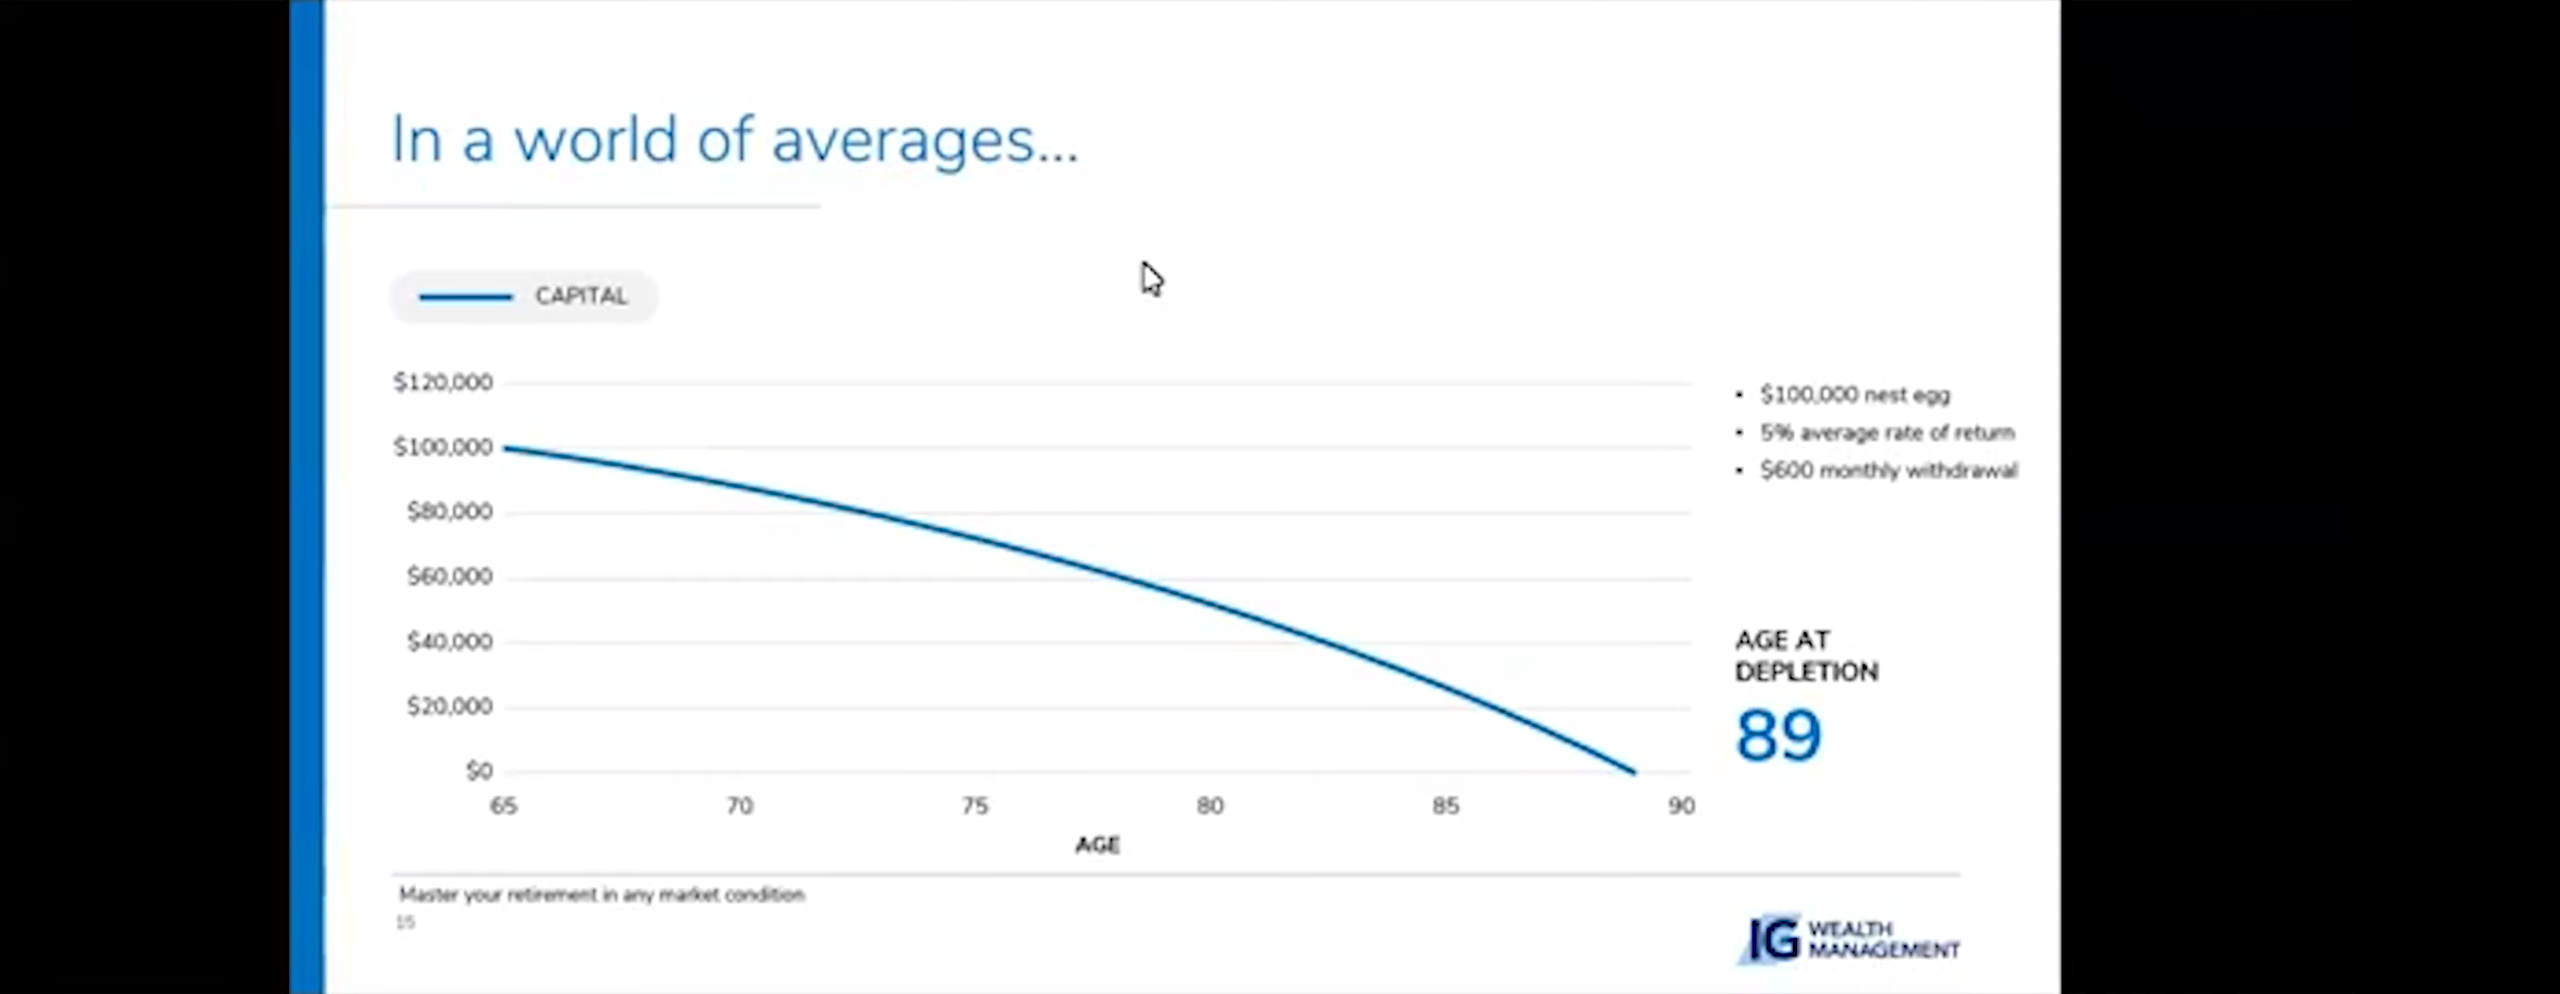 In a world of averages...
CAPITAL
$120,000
$100,000
$80,000
$60,000
$40,000
$20,000
$0
65 70 75 80 85 90
AGE
• $100,000 nest egg
• 5% average rate of return
• $600 monthly withdrawal
AGE AT
DEPLETION
89
Master your retirement in any market condition
15
IG WEALTH
MANAGEMENT